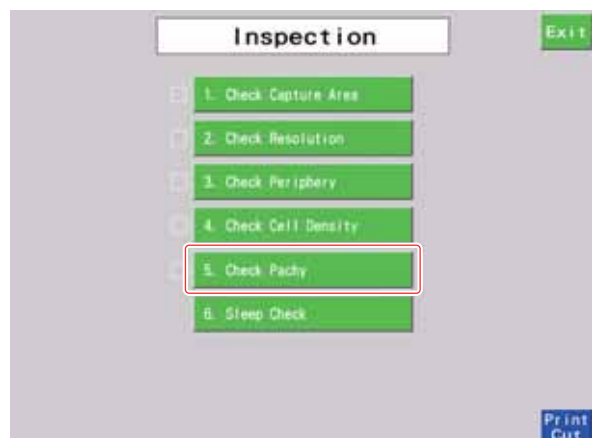 Inspection
Exit
1. Check Capture Area
2. Check Resolution
3. Check Periphery
4. Check Cell Density
5. Check Pachy
6. Sleep Check
Print
Cut